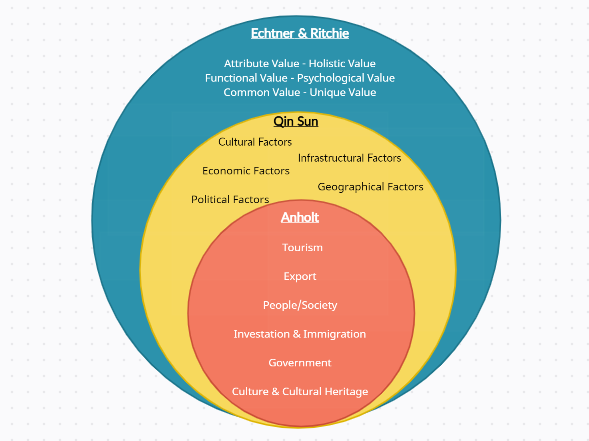 Echtner & Ritchie
Attribute Value - Holistic Value
Functional Value - Psychological Value
Common Value - Unique Value
Qin Sun
Cultural Factors
Infrastructural Factors
Economic Factors
Geographical Factors
Political Factors
Anholt
Tourism
Export
People/Society
Investation & Immigration
Government
Culture & Cultural Heritage